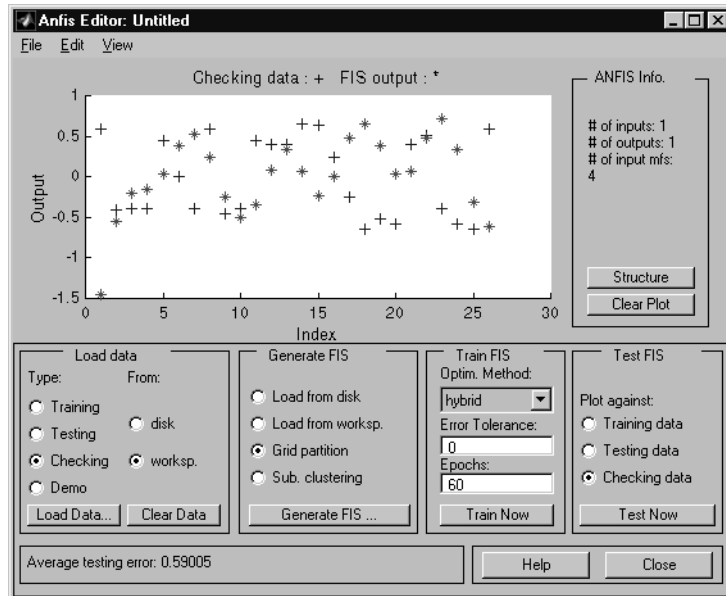 Anfis Editor: Untitled
File Edit View
Checking data : + FIS output : *
1
0.5
0
-0.5
-1
-1.5
Output
0 5 10 15 20 25 30
Index
ANFIS Info.
# of inputs: 1
# of outputs: 1
# of input mfs:
4
Structure
Clear Plot
Load data
Type: From:
Training
Testing
Checking
Demo
disk
worksp.
Load Data... Clear Data
Generate FIS
Load from disk
Load from worksp.
Grid partition
Sub. clustering
Generate FIS ...
Train FIS
Optim. Method:
hybrid
Error Tolerance:
0
Epochs:
60
Train Now
Test FIS
Plot against:
Training data
Testing data
Checking data
Test Now
Average testing error: 0.59005
Help Close